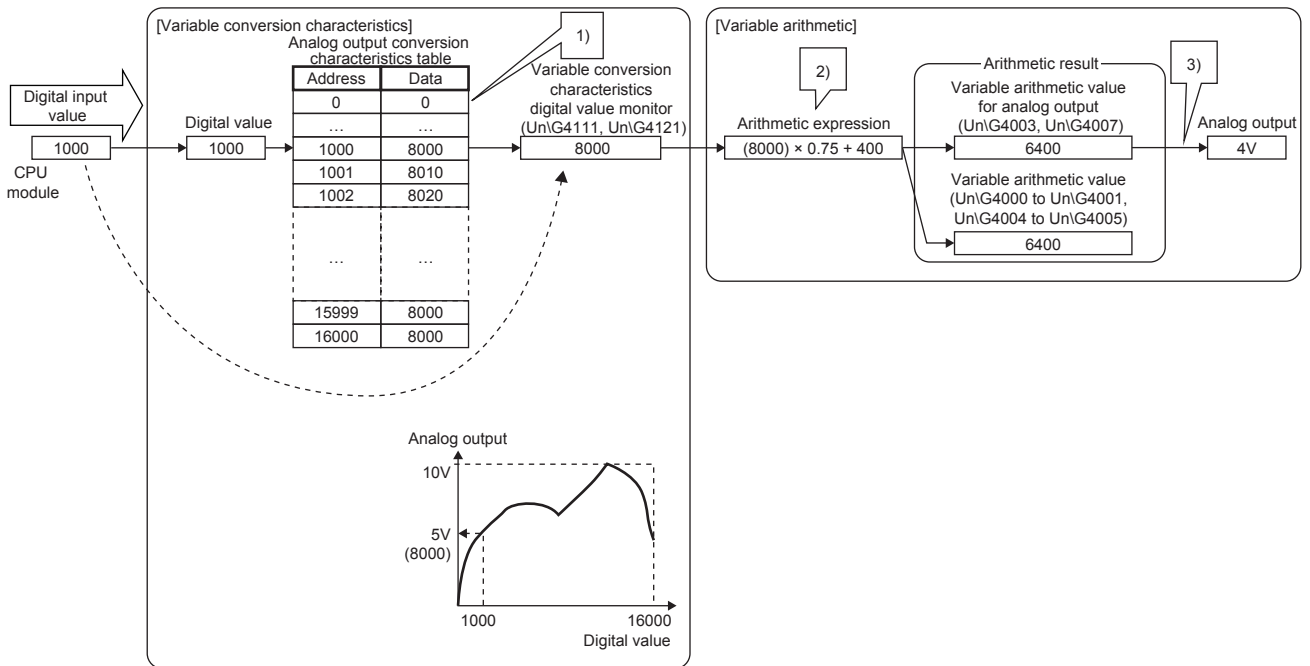 [Variable conversion characteristics]
Analog output conversion
characteristics table
Address Data
0 0
... ...
1000 8000
1001 8010
1002 8020
... ...
15999 8000
16000 8000
1)
Digital input
value
1000
CPU
module
Digital value
1000
Variable conversion
characteristics
digital value monitor
(Un\G4111, Un\G4121)
8000
Analog output
10V
5V
(8000)
1000 16000
Digital value
[Variable arithmetic]
2)
Arithmetic expression
(8000) × 0.75 + 400
Arithmetic result
Variable arithmetic value
for analog output
(Un\G4003, Un\G4007)
6400
Variable arithmetic value
(Un\G4000 to Un\G4001,
Un\G4004 to Un\G4005)
6400
3)
Analog output
4V